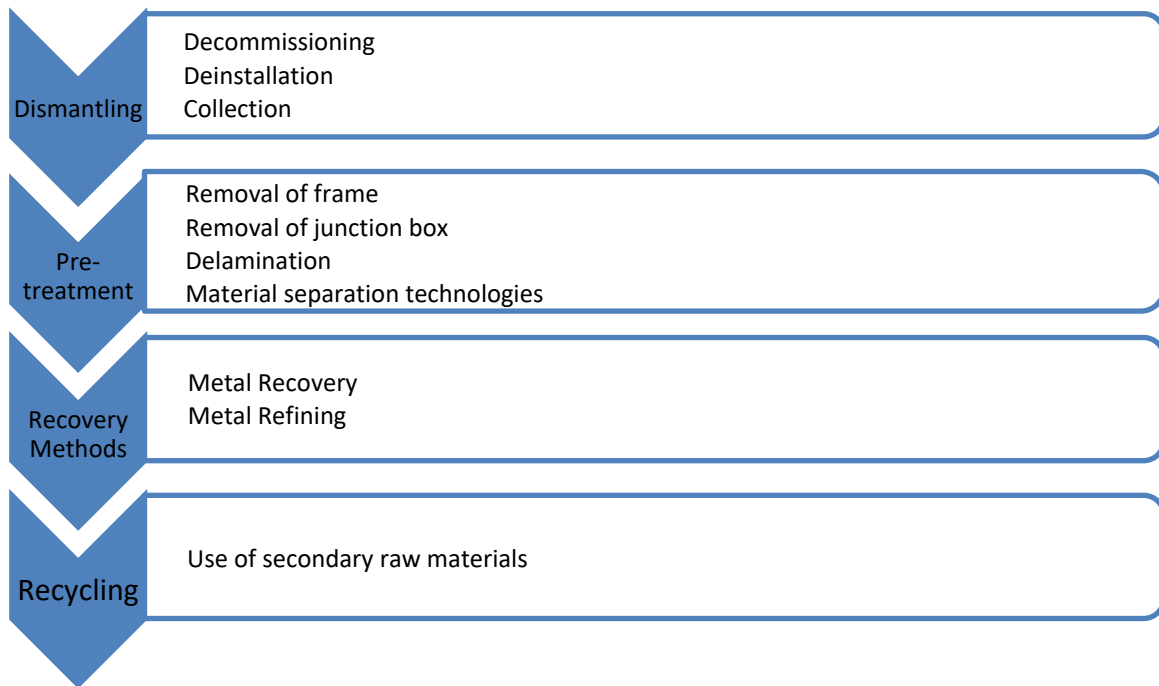 Dismantling
Decommissioning
Deinstallation
Collection
Pre-
treatment
Removal of frame
Removal of junction box
Delamination
Material separation technologies
Recovery
Methods
Metal Recovery
Metal Refining
Recycling
Use of secondary raw materials